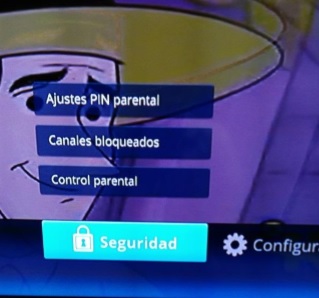 Ajustes PIN parental
Canales bloqueados
Control parental
Seguridad
Configur